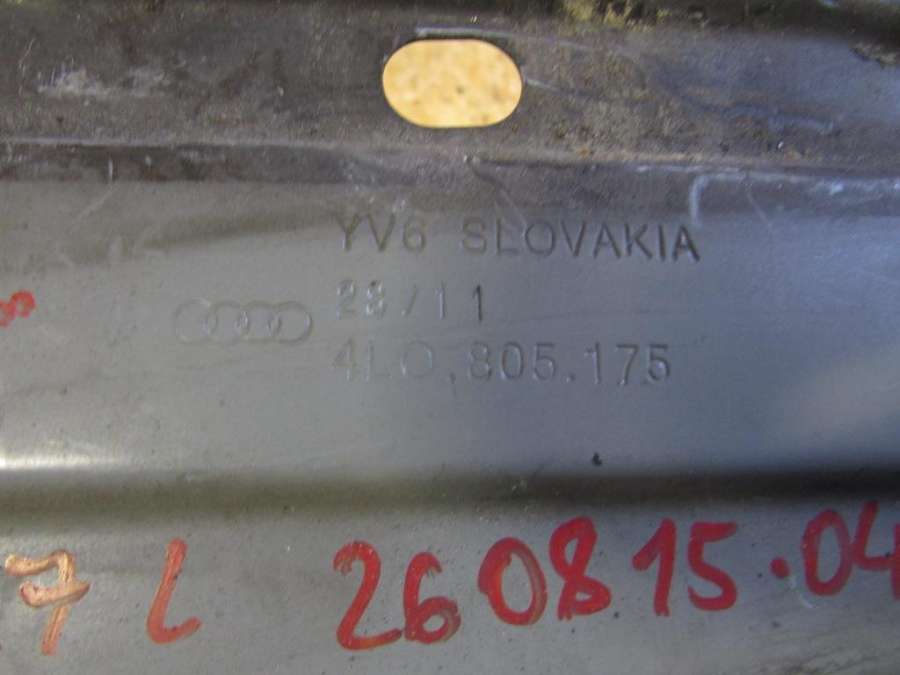 YV6 SLOVAKIA
28/11
4L0.805.175
7 L 260815.04